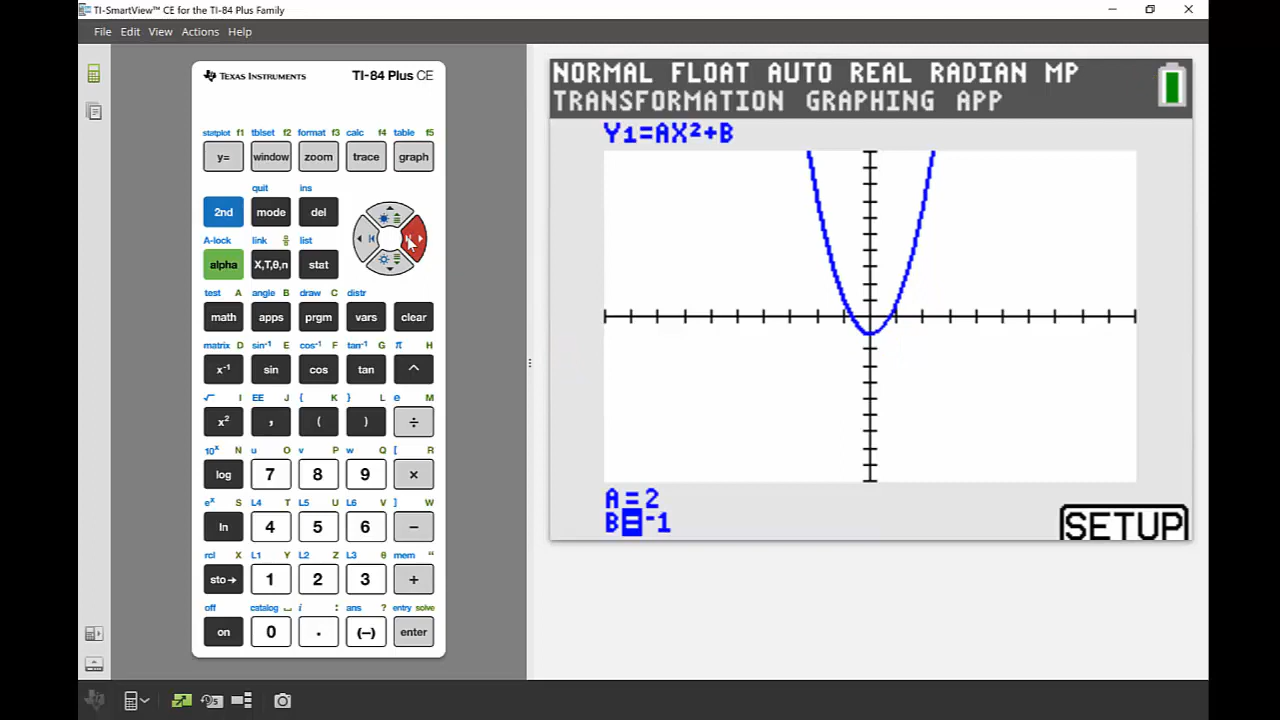 TI-SmartView™ CE for the TI-84 Plus Family
File Edit View Actions Help
TEXAS INSTRUMENTS TI-84 Plus CE
statplot f1 tblset f2 format f3 calc f4 table f5
y= window zoom trace graph
quit ins
2nd mode del
A-lock link list
alpha X,T,θ,n stat
test A angle B draw C distr
math apps prgm vars clear
matrix D sin⁻¹ E cos⁻¹ F tan⁻¹ G π H
x⁻¹ sin cos tan ^
√ I EE J { K } L e M
x² , ( ) ÷
10ˣ N u O v P w Q [ R
log 7 8 9 ×
eˣ S L4 T L5 U L6 V ] W
ln 4 5 6 −
rcl X L1 Y L2 Z L3 θ mem "
sto→ 1 2 3 +
off catalog ⎵ i : ans ? entry solve
on 0 . (–) enter
NORMAL FLOAT AUTO REAL RADIAN MP
TRANSFORMATION GRAPHING APP
Y1=AX²+B
A=2
B=-1
SETUP